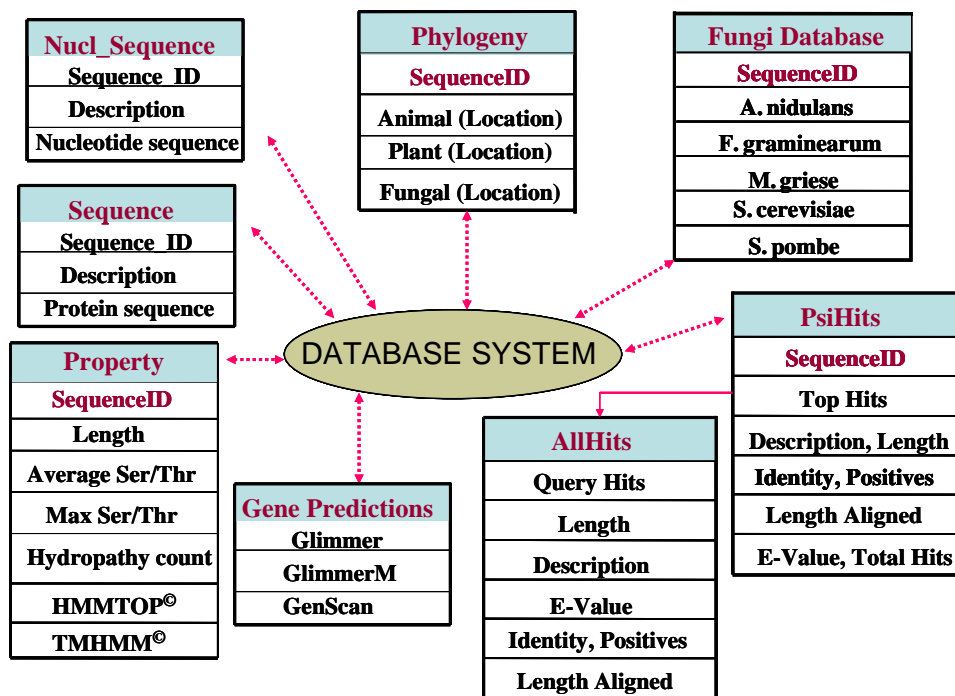 Nucl_Sequence
Sequence_ID
Description
Nucleotide sequence
Phylogeny
SequenceID
Animal (Location)
Plant (Location)
Fungal (Location)
Fungi Database
SequenceID
A. nidulans
F. graminearum
M. griese
S. cerevisiae
S. pombe
Sequence
Sequence_ID
Description
Protein sequence
DATABASE SYSTEM
PsiHits
SequenceID
Top Hits
Description, Length
Identity, Positives
Length Aligned
E-Value, Total Hits
Property
SequenceID
Length
Average Ser/Thr
Max Ser/Thr
Hydropathy count
HMMTOP©
TMHMM©
Gene Predictions
Glimmer
GlimmerM
GenScan
AllHits
Query Hits
Length
Description
E-Value
Identity, Positives
Length Aligned